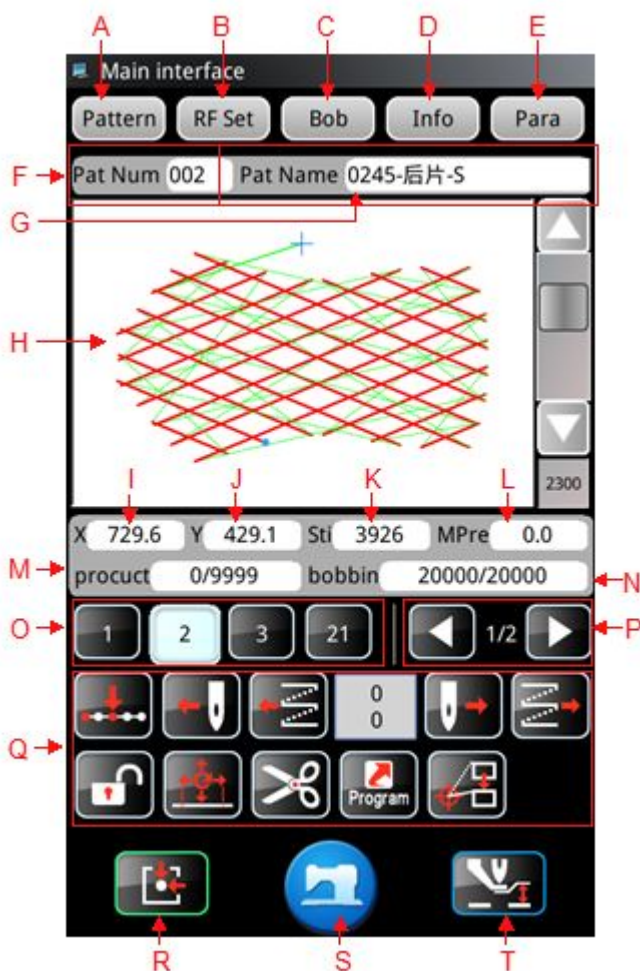 A B C D E
Main interface
Pattern RF Set Bob Info Para
F Pat Num 002 Pat Name 0245-后片-S
G
H
2300
I J K L
X 729.6 Y 429.1 Sti 3926 MPre 0.0
M procuct 0/9999 bobbin 20000/20000 N
O 1 2 3 21 1/2 P
0
0
Q
Program
R S T